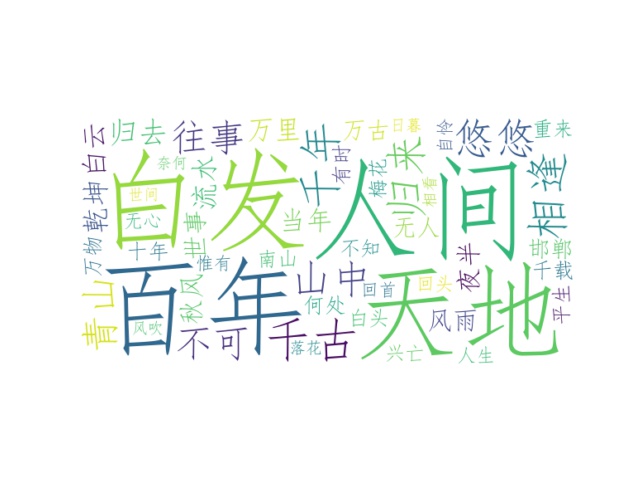 白发
人间
百年
天地
归去
往事
万里
万古
日暮
自怜
悠悠
重来
白云
奈何
流水
千年
有时
梅花
归来
相看
相逢
乾坤
世间
无心
世事
当年
无人
万物
十年
惟有
南山
不知
夜半
邯郸
千载
青山
秋风
山中
回首
回头
平生
风吹
不可
千古
何处
白头
风雨
落花
兴亡
人生